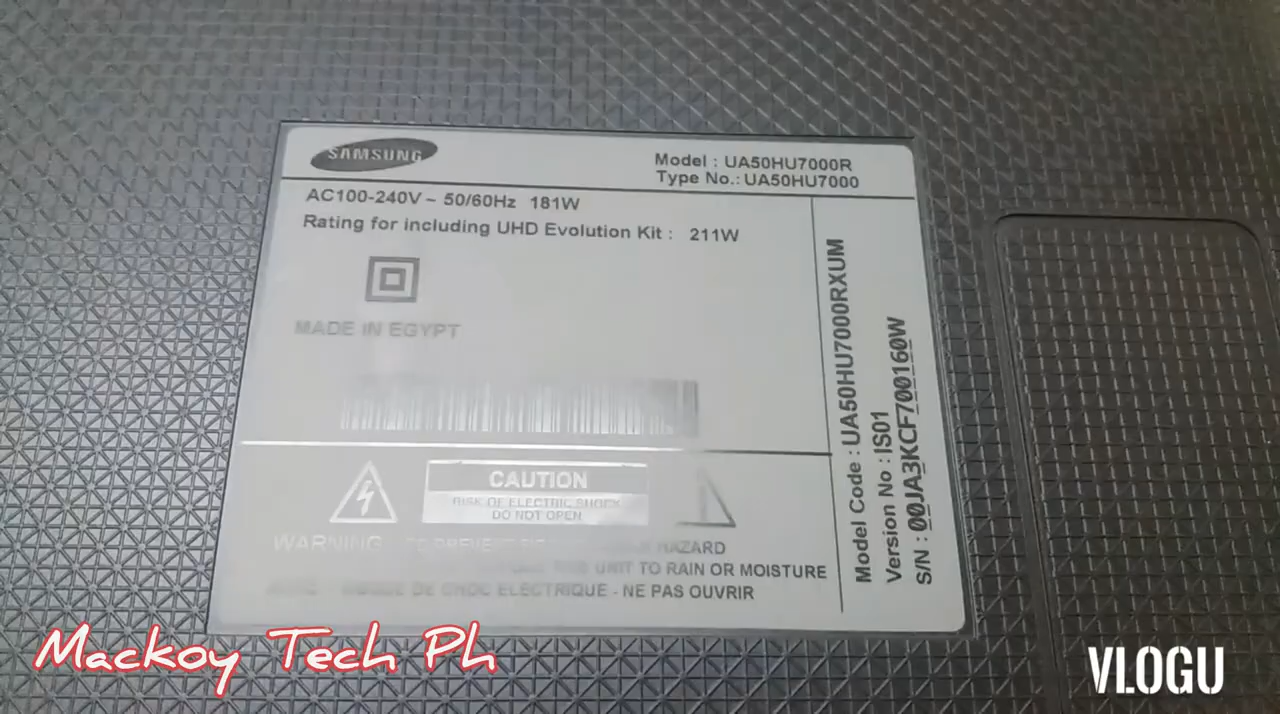 SAMSUNG
Model : UA50HU7000R
Type No.: UA50HU7000
AC100-240V ~ 50/60Hz 181W
Rating for including UHD Evolution Kit : 211W
MADE IN EGYPT
Model Code : UA50HU7000RXUM
Version No : IS01
S/N : 00JA3KCF700160W
CAUTION
RISK OF ELECTRIC SHOCK
DO NOT OPEN
WARNING TO PREVENT HAZARD
UNIT TO RAIN OR MOISTURE
DE CHOC ELECTRIQUE - NE PAS OUVRIR
Mackoy Tech Ph
VLOGU